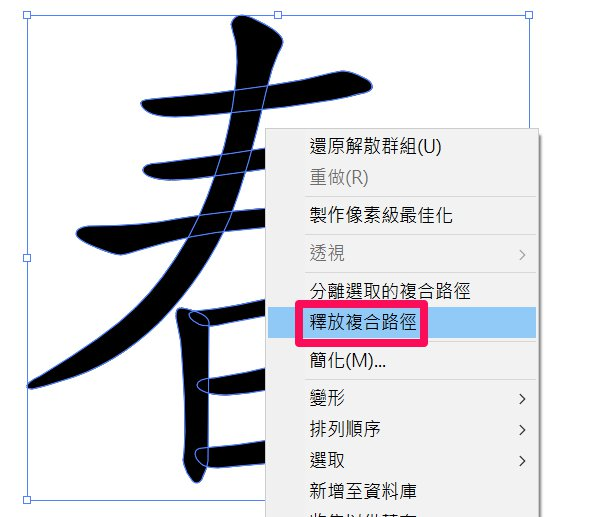 春
還原解散群組(U)
重做(R)
製作像素級最佳化
透視
分離選取的複合路徑
釋放複合路徑
簡化(M)...
變形
排列順序
選取
新增至資料庫